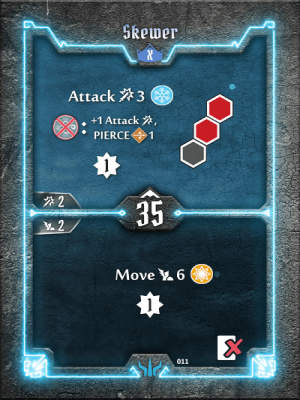 Skewer
X
Attack 3
: +1 Attack ,
PIERCE 1
1
2
35
2
Move 6
1
011